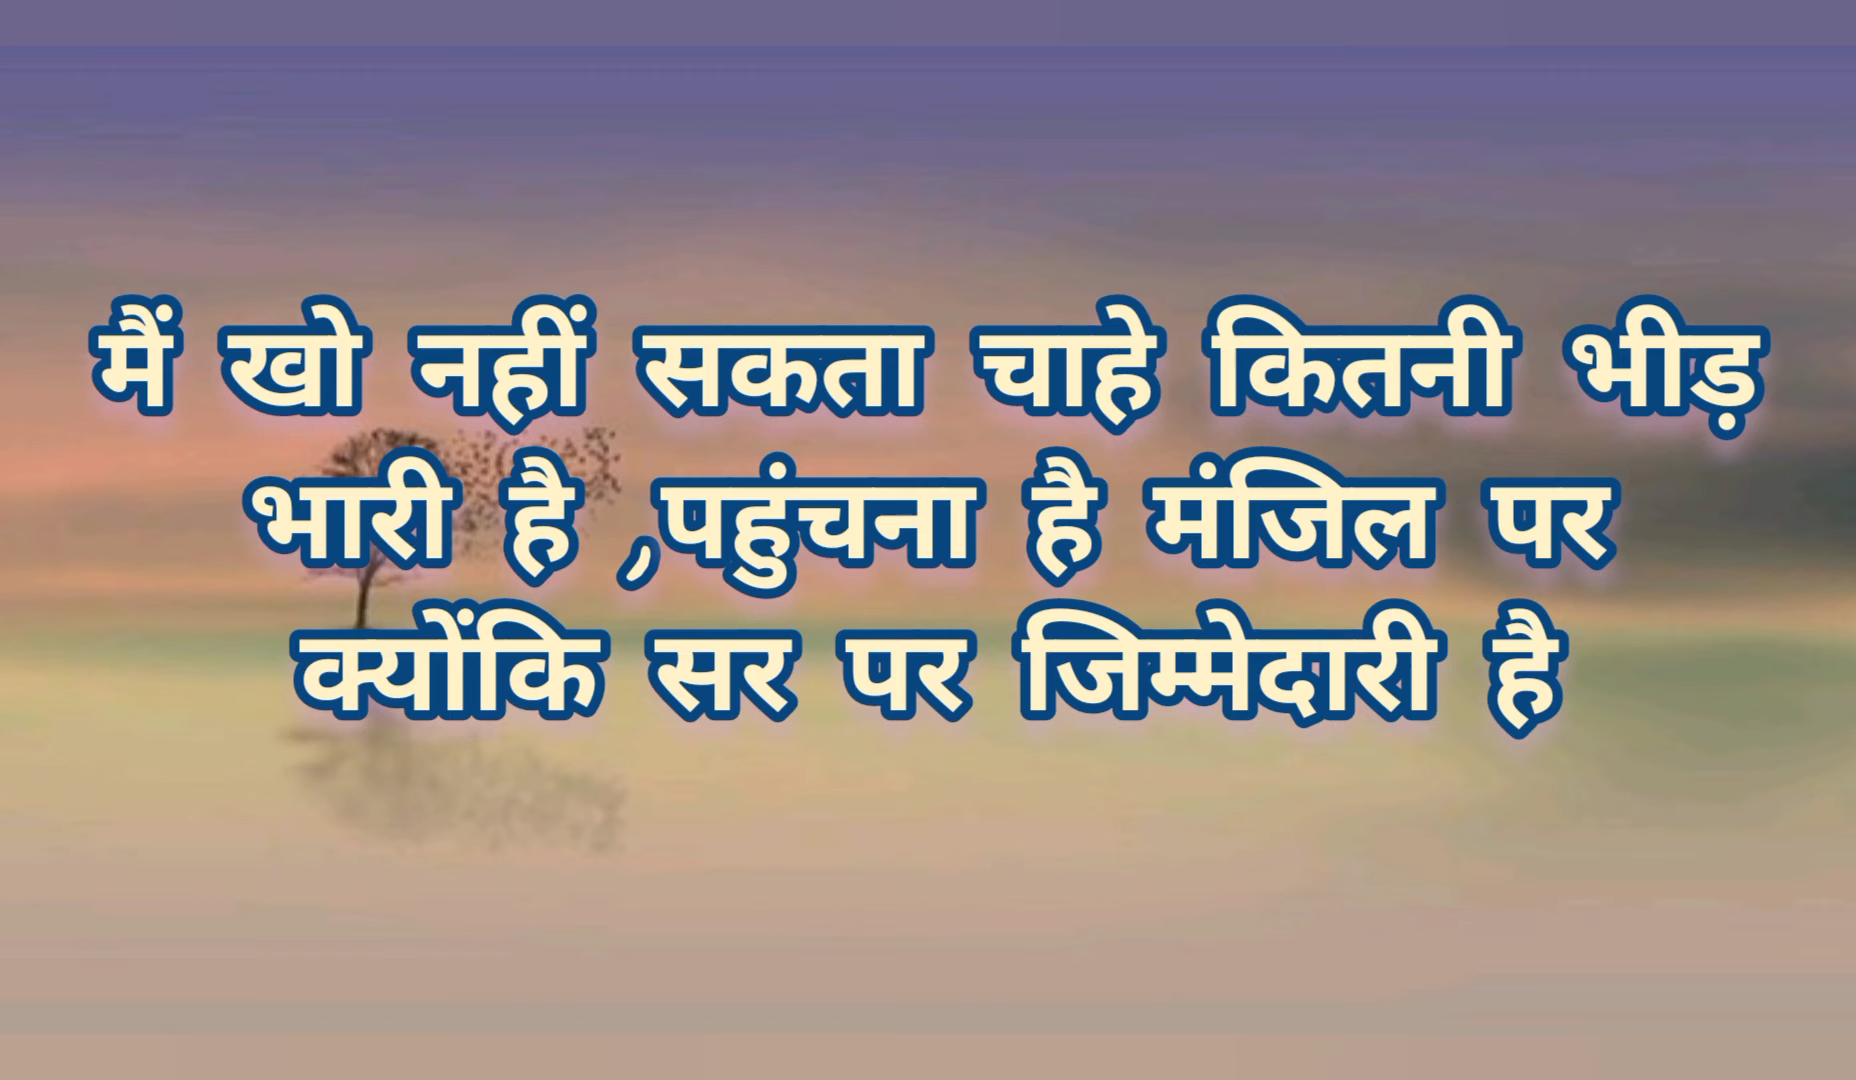 मैं खो नहीं सकता चाहे कितनी भीड़
भारी है ,पहुंचना है मंजिल पर
क्योंकि सर पर जिम्मेदारी है